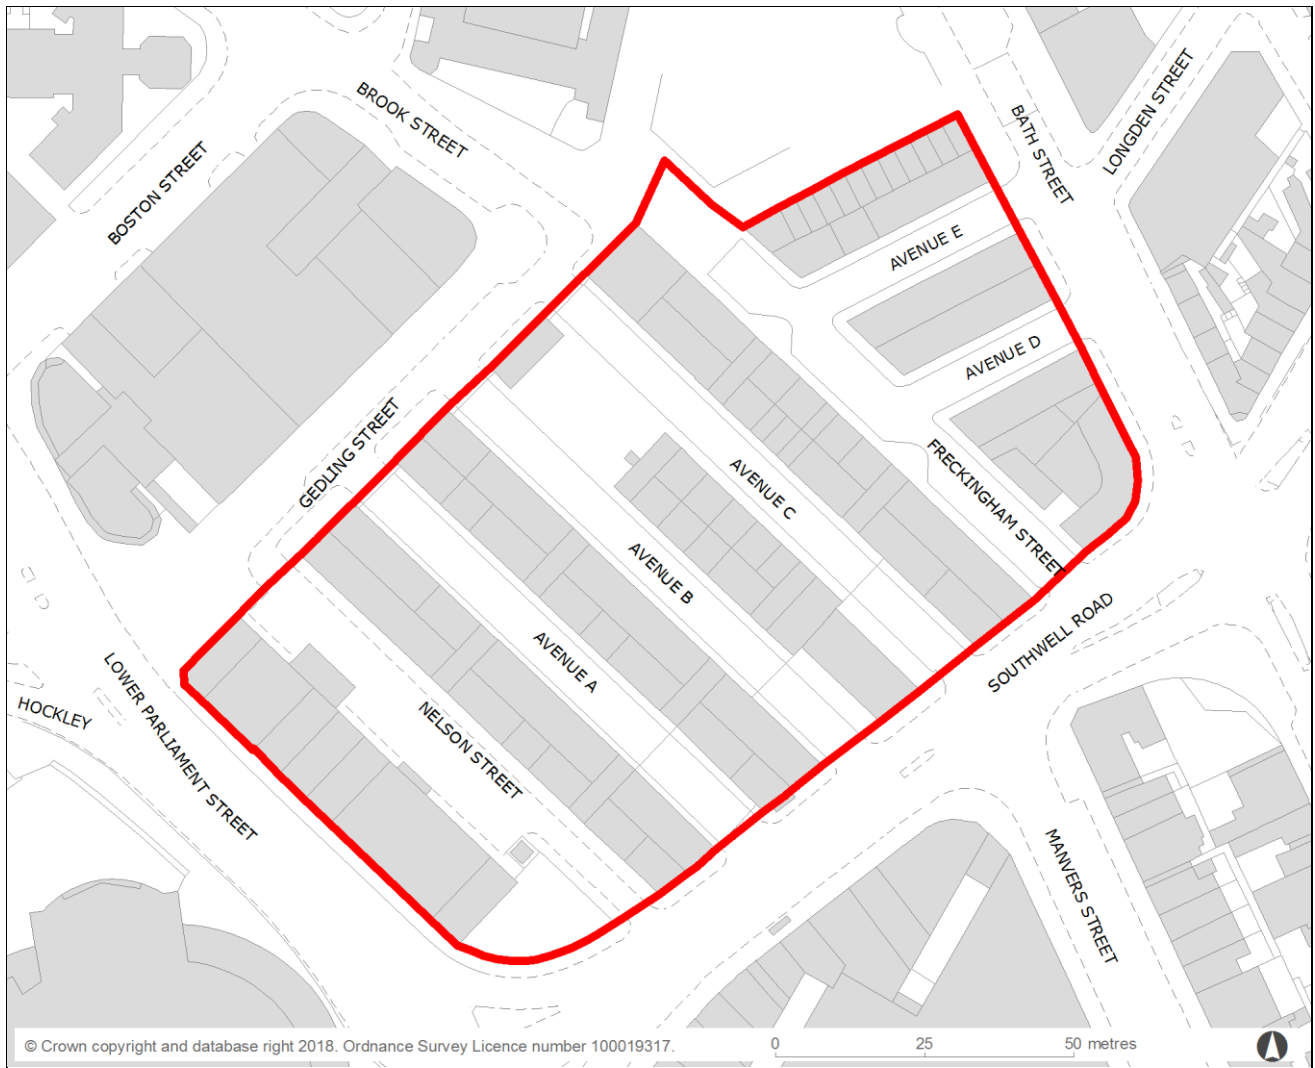 BROOK STREET
BOSTON STREET
BATH STREET
LONGDEN STREET
AVENUE E
AVENUE D
GEDLING STREET
FRECKINGHAM STREET
AVENUE C
AVENUE B
AVENUE A
NELSON STREET
SOUTHWELL ROAD
LOWER PARLIAMENT STREET
HOCKLEY
MANVERS STREET
© Crown copyright and database right 2018. Ordnance Survey Licence number 100019317.
0 25 50 metres